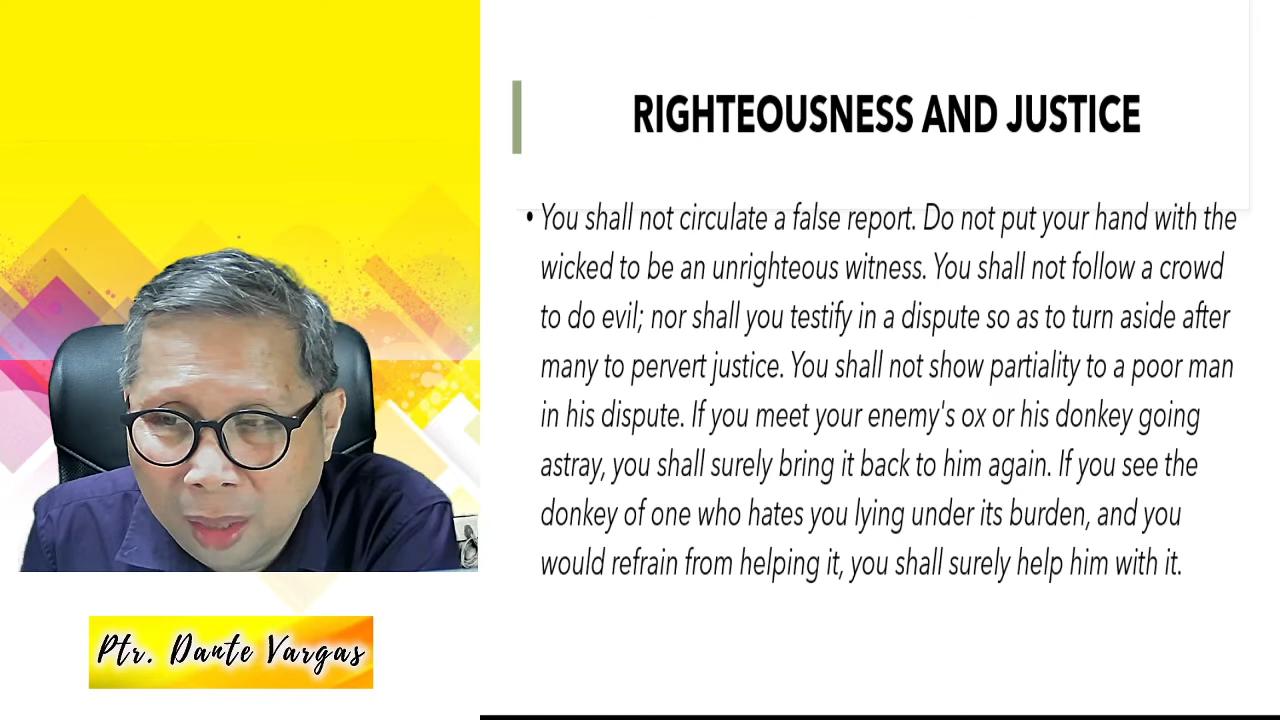 RIGHTEOUSNESS AND JUSTICE
• You shall not circulate a false report. Do not put your hand with the
wicked to be an unrighteous witness. You shall not follow a crowd
to do evil; nor shall you testify in a dispute so as to turn aside after
many to pervert justice. You shall not show partiality to a poor man
in his dispute. If you meet your enemy's ox or his donkey going
astray, you shall surely bring it back to him again. If you see the
donkey of one who hates you lying under its burden, and you
would refrain from helping it, you shall surely help him with it.
Ptr. Dante Vargas